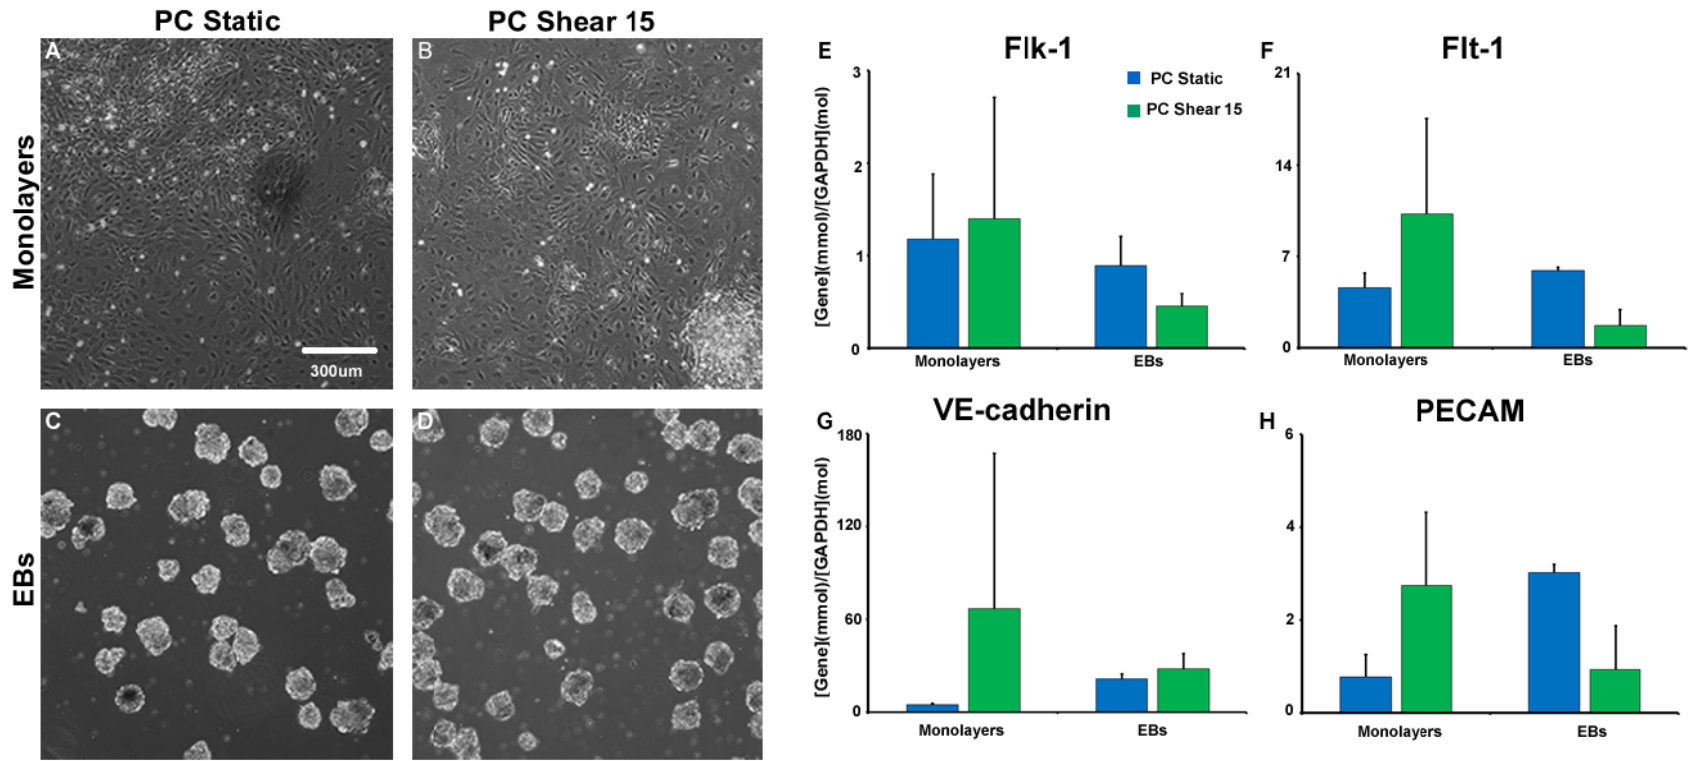 PC Static
PC Shear 15
Monolayers
EBs
A
B
300um
C
D
E
Flk-1
[Gene](mmol)/[GAPDH](mol)
3
2
1
0
PC Static
PC Shear 15
Monolayers
EBs
F
Flt-1
21
14
7
0
Monolayers
EBs
G
VE-cadherin
[Gene](mmol)/[GAPDH](mol)
180
120
60
0
Monolayers
EBs
H
PECAM
6
4
2
0
Monolayers
EBs